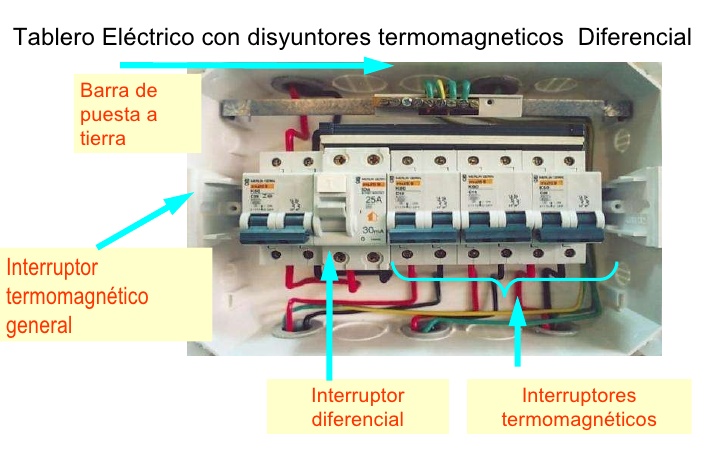 Tablero Eléctrico con disyuntores termomagneticos Diferencial
Barra de
puesta a
tierra
Interruptor
termomagnético
general
25A
30mA
Interruptor
diferencial
Interruptores
termomagnéticos